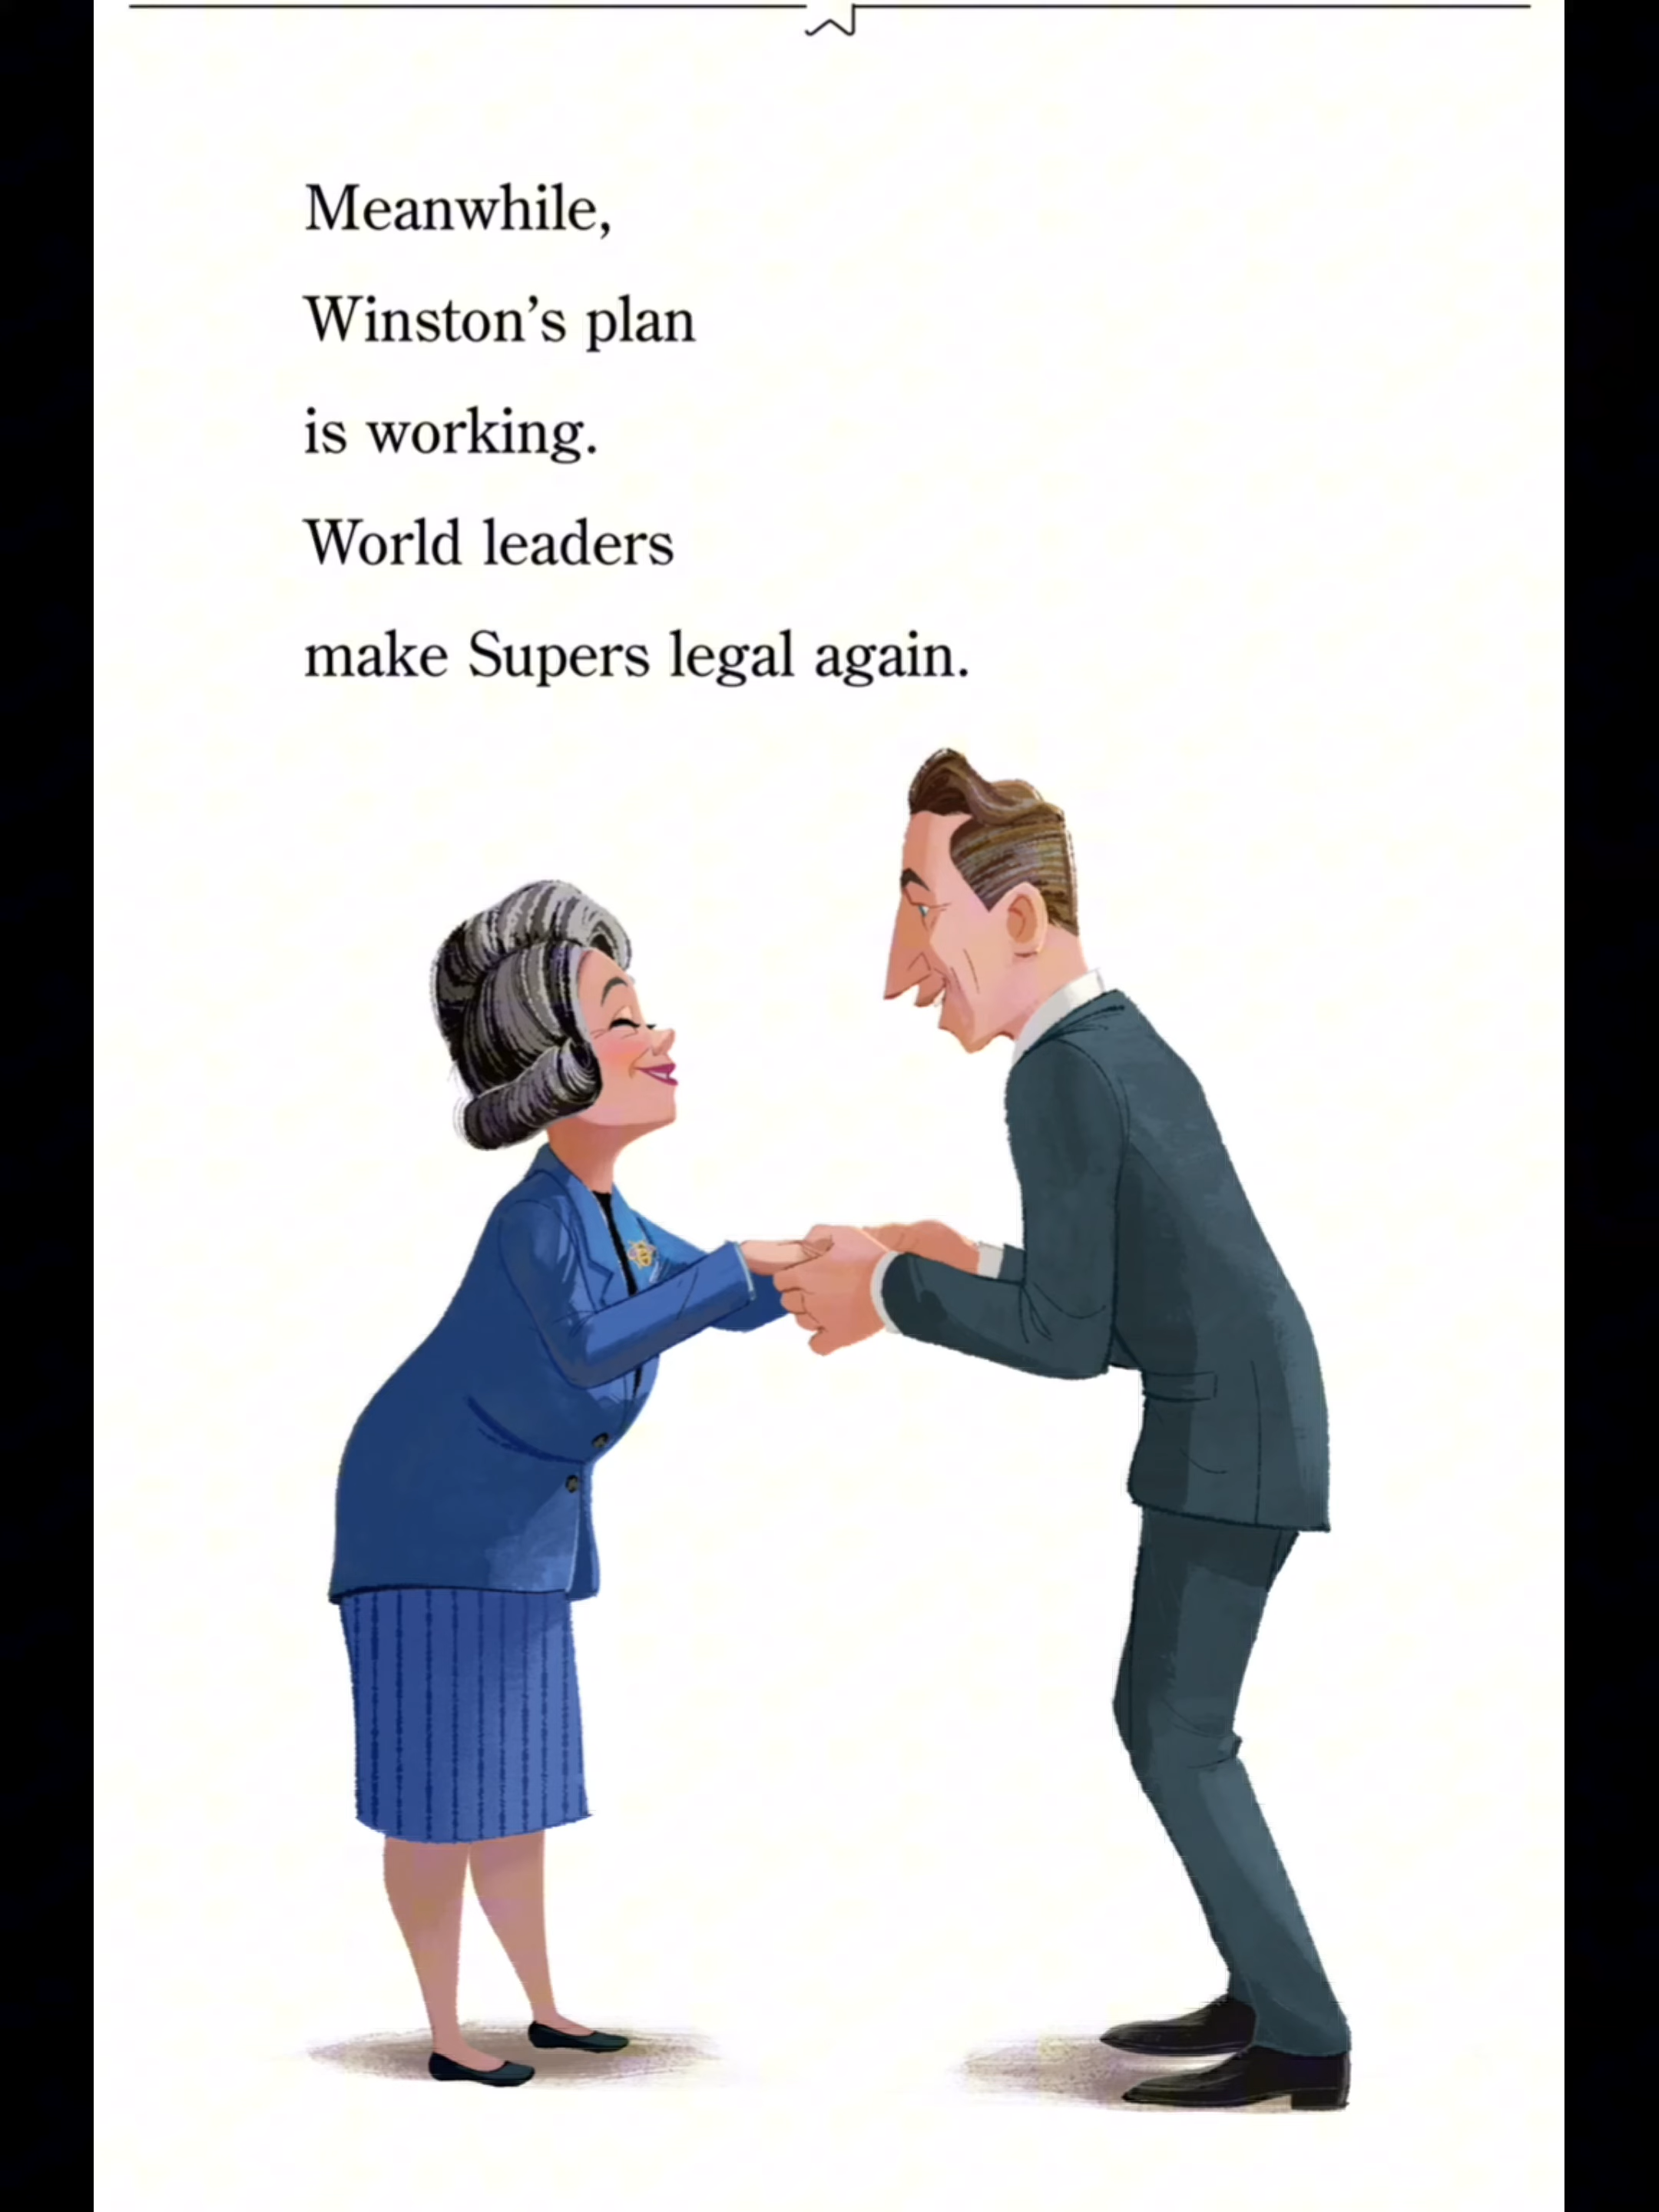 Meanwhile,
Winston’s plan
is working.
World leaders
make Supers legal again.